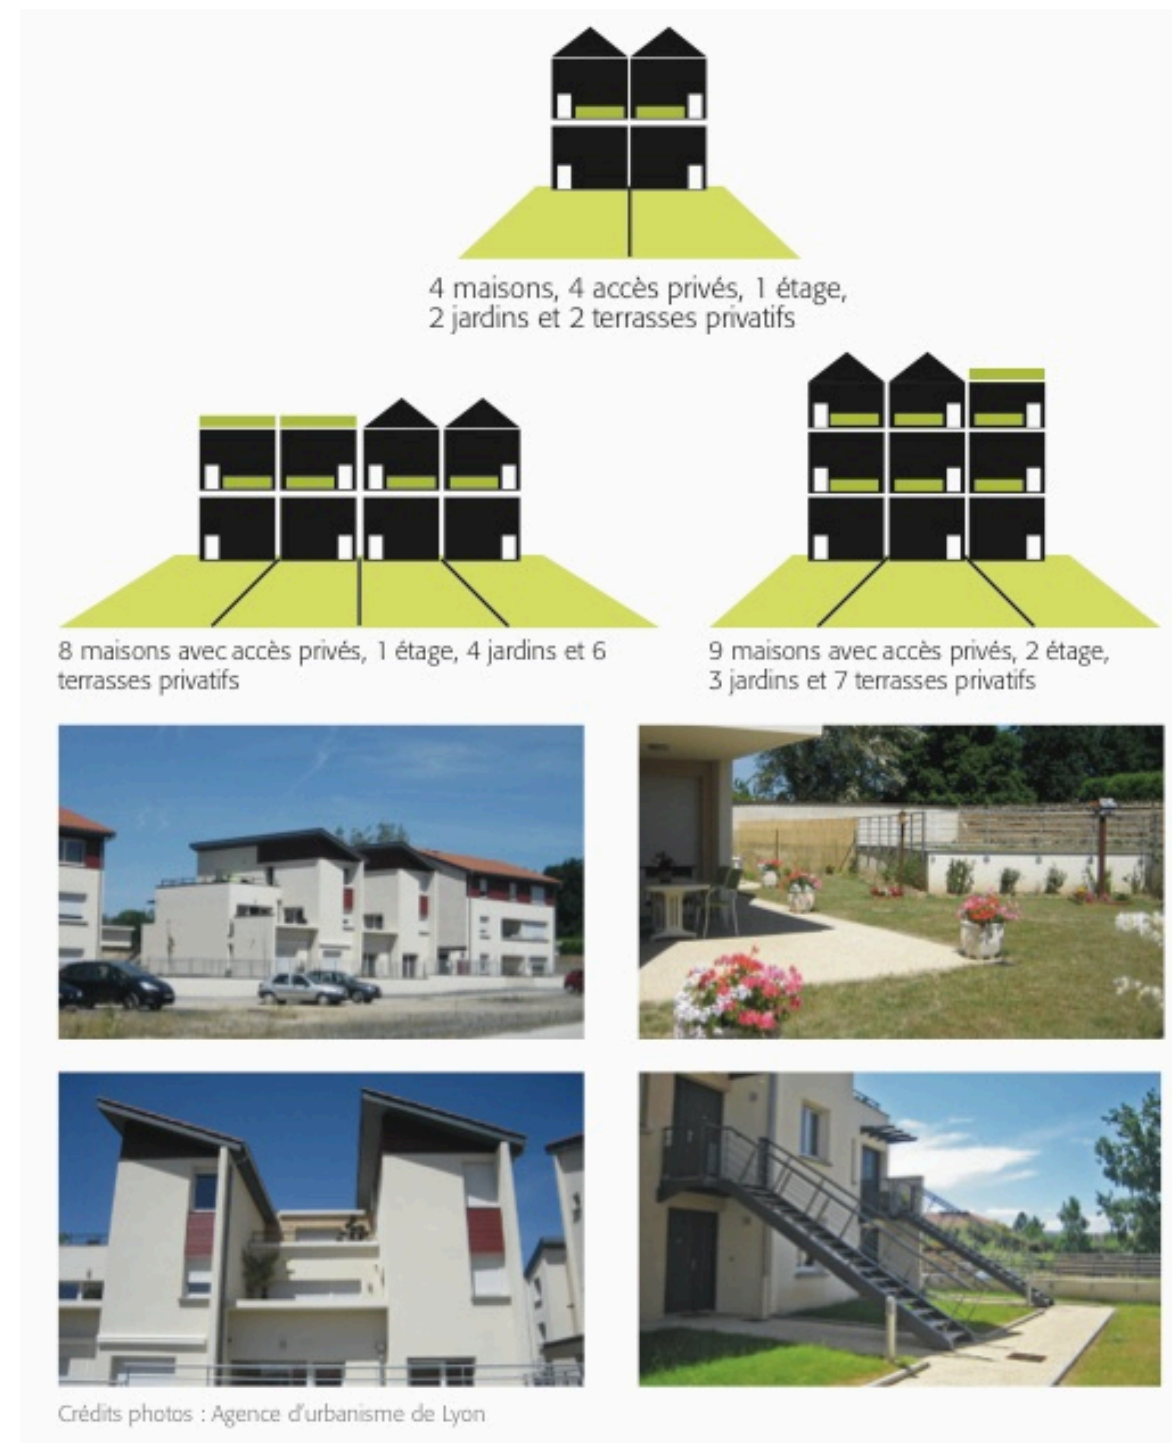 4 maisons, 4 accès privés, 1 étage,
2 jardins et 2 terrasses privatifs
8 maisons avec accès privés, 1 étage, 4 jardins et 6
terrasses privatifs
9 maisons avec accès privés, 2 étage,
3 jardins et 7 terrasses privatifs
Crédits photos : Agence d'urbanisme de Lyon